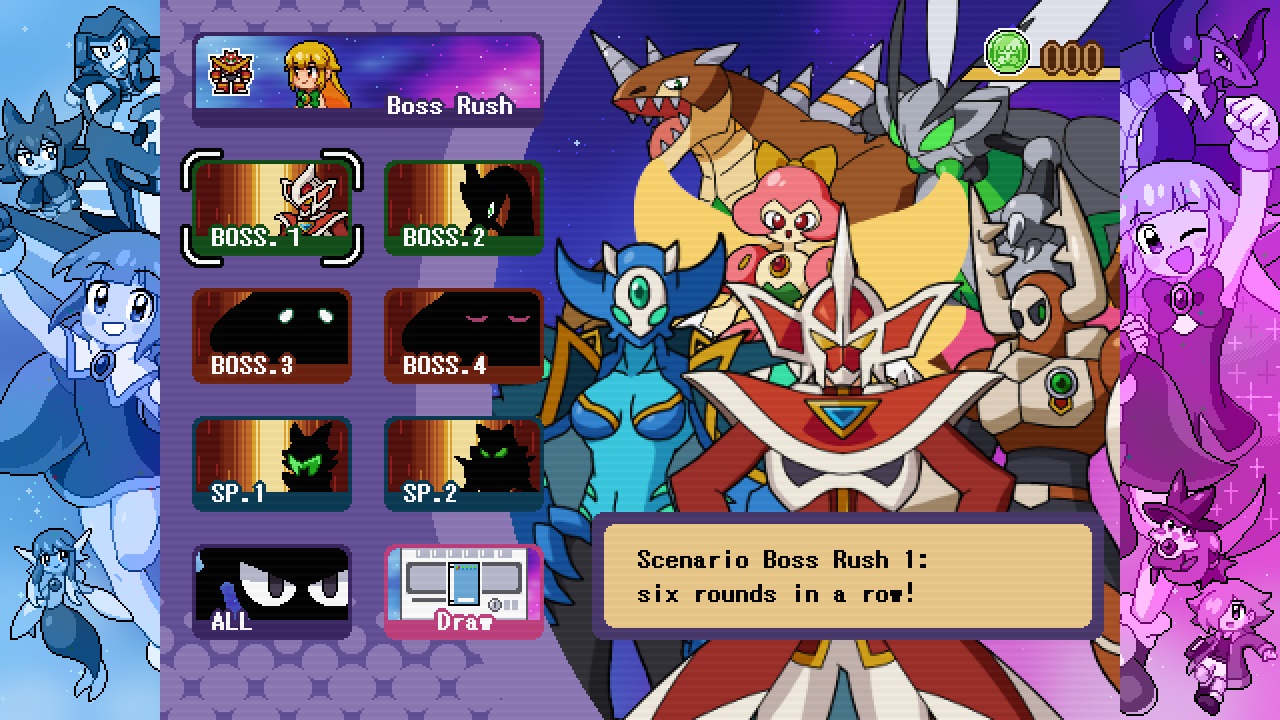 000
Boss Rush
BOSS. 1
BOSS.2
BOSS.3
BOSS.4
SP.1
SP.2
ALL
Draw
Scenario Boss Rush 1:
six rounds in a row!